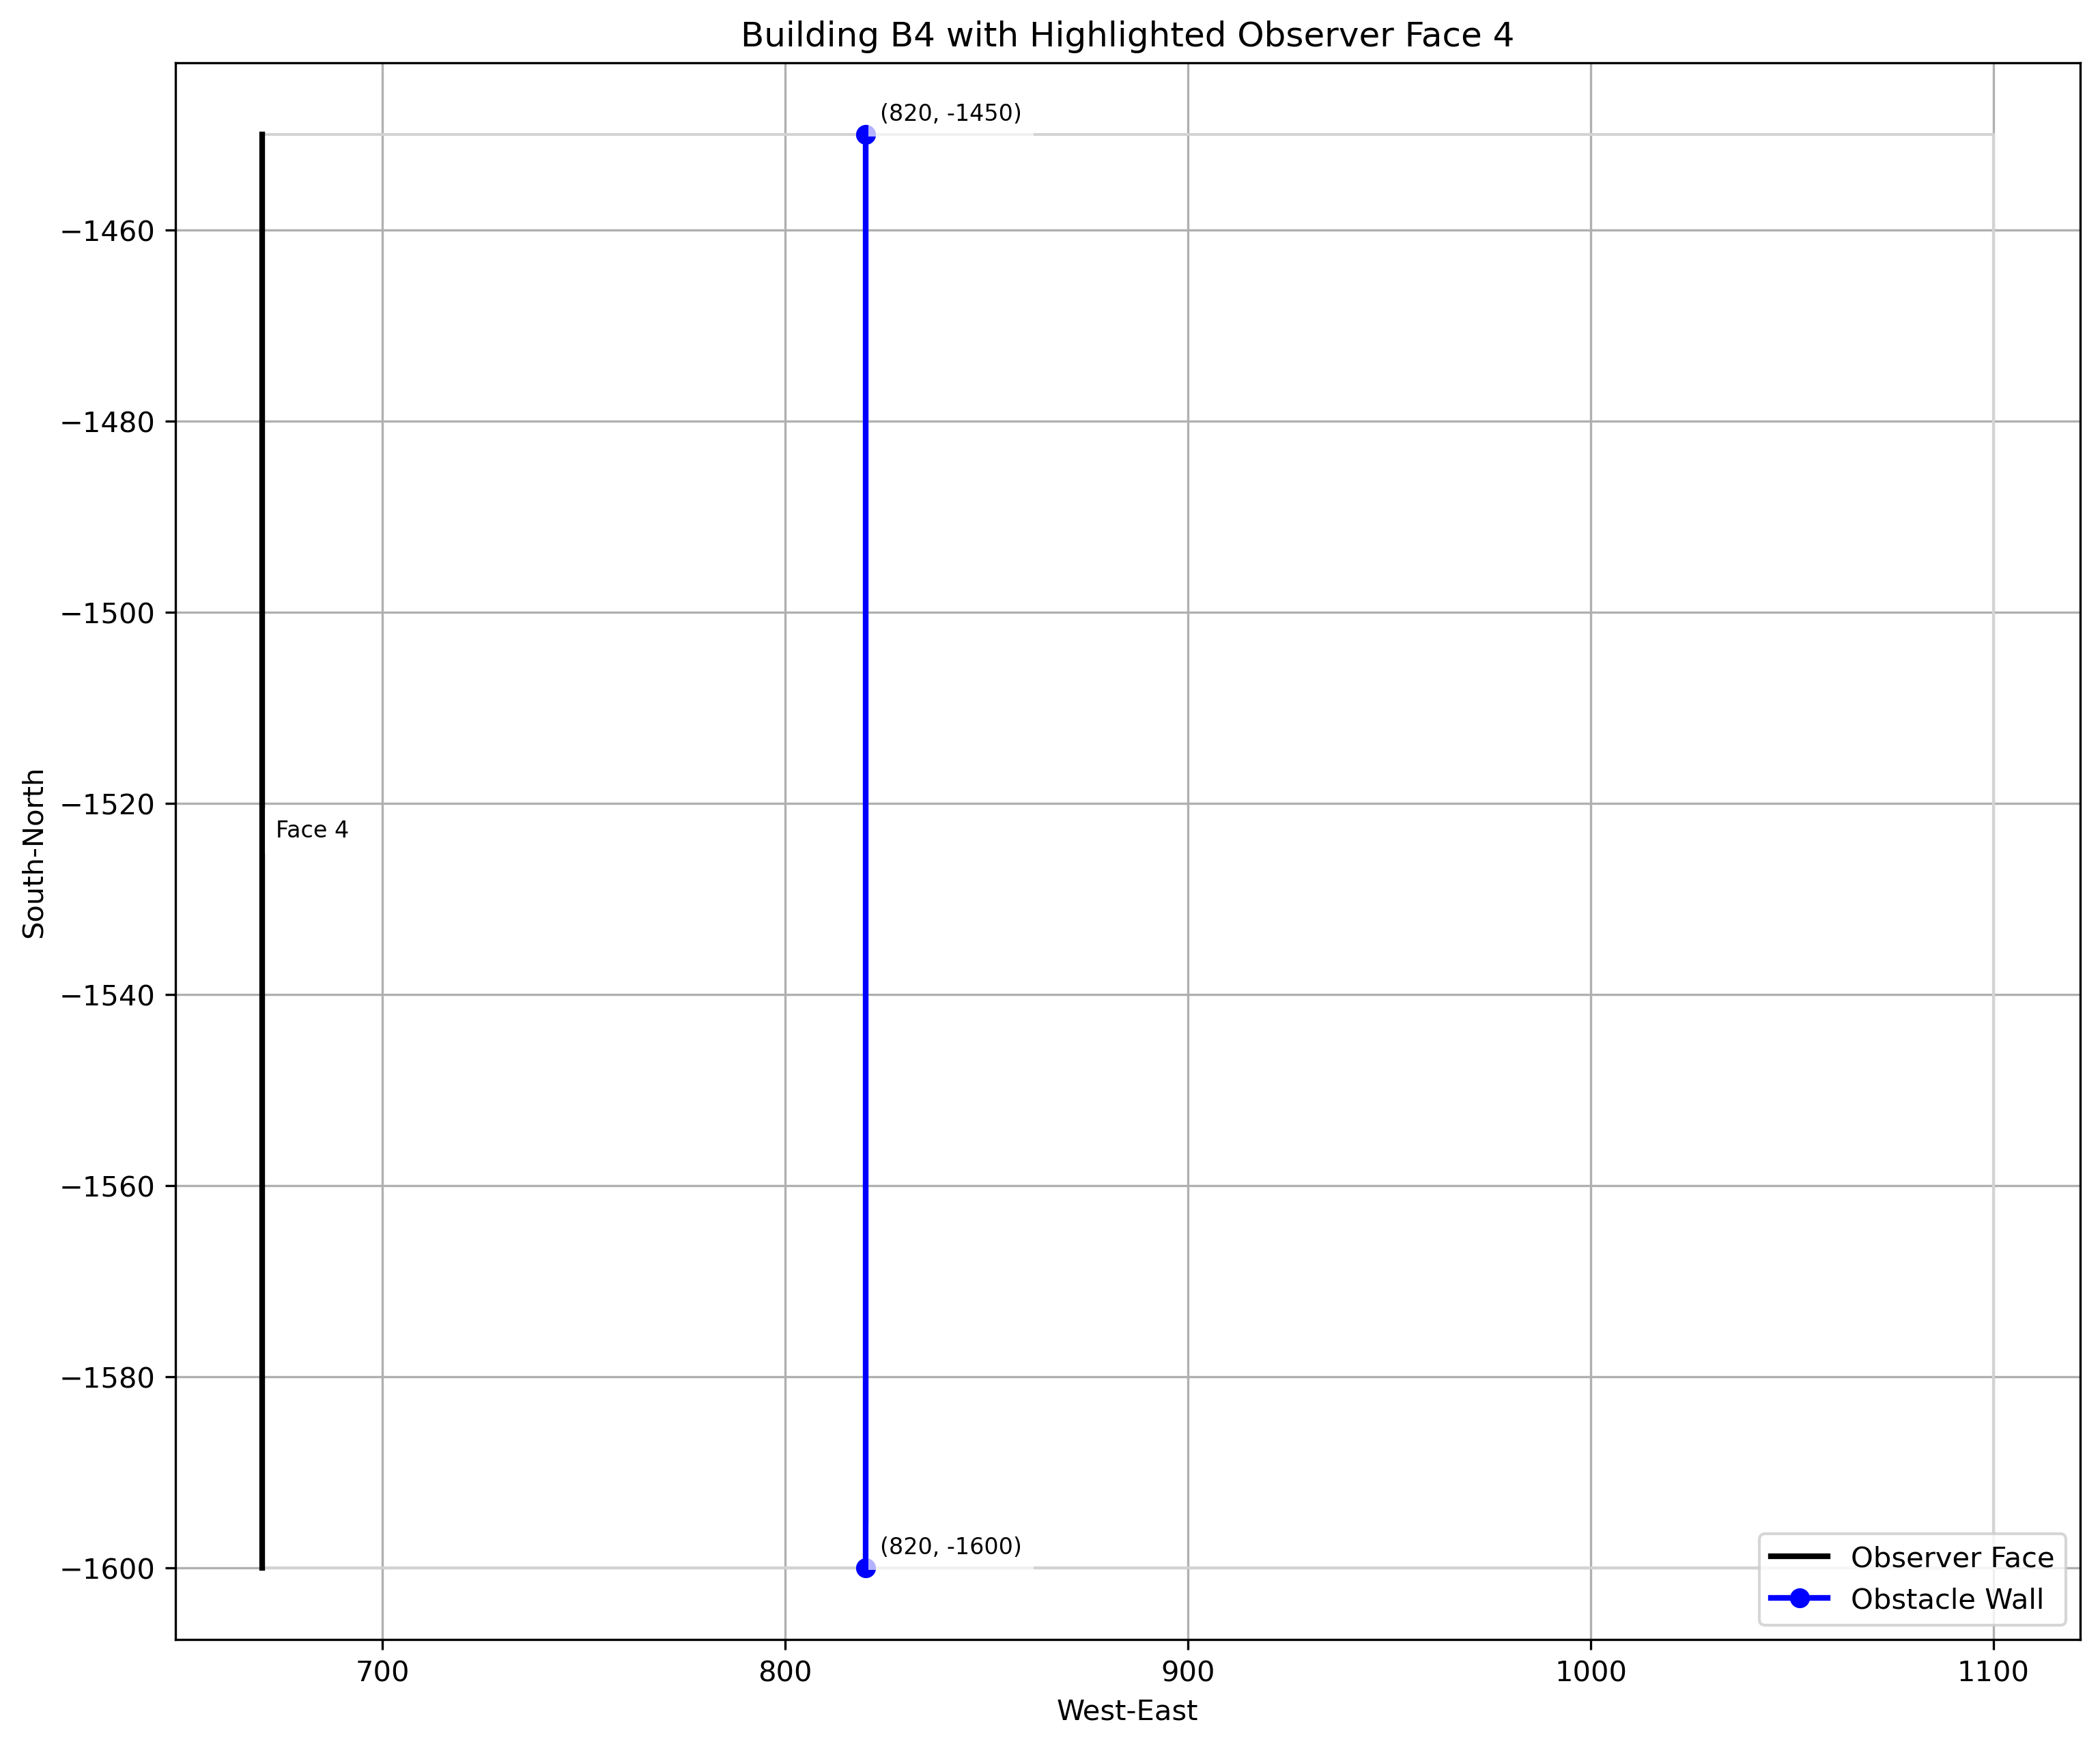 Building B4 with Highlighted Observer Face 4
(820, -1450)
−1460
−1480
−1500
−1520
Face 4
−1540
−1560
−1580
(820, -1600)
−1600
South-North
Observer Face
Obstacle Wall
700
800
900
1000
1100
West-East